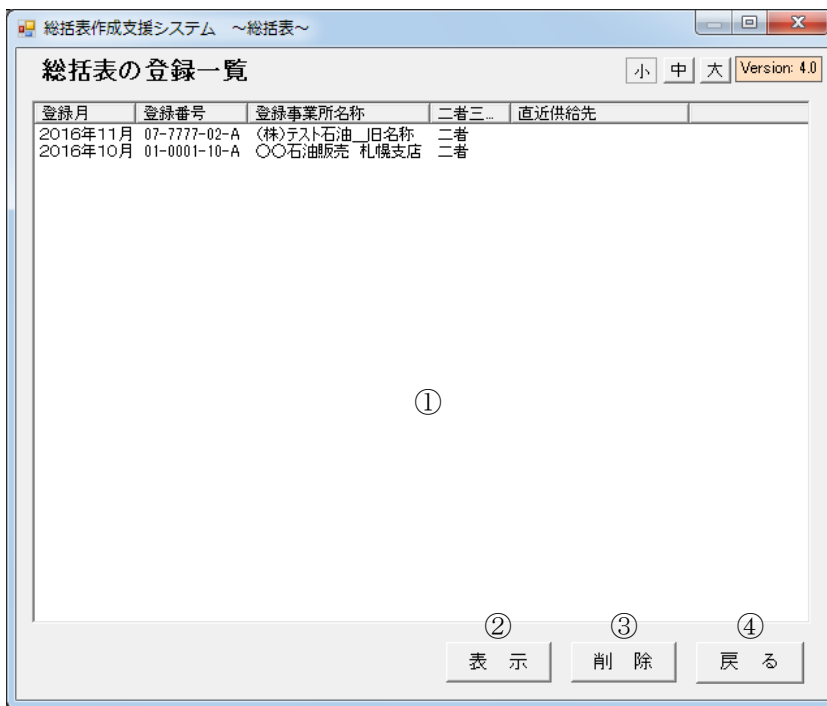 総括表作成支援システム ～総括表～
総括表の登録一覧 小 中 大 Version: 4.0
登録月 登録番号 登録事業所名称 二者三... 直近供給先
2016年11月 07-7777-02-A (株)テスト石油＿旧名称 二者
2016年10月 01-0001-10-A 〇〇石油販売 札幌支店 二者
①
② ③ ④
表 示 削 除 戻 る